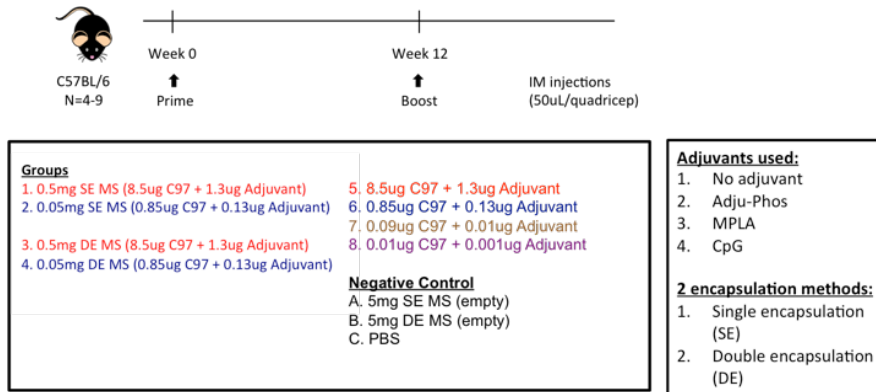 Week 0
Week 12
C57BL/6
N=4-9
Prime
Boost
IM injections
(50uL/quadricep)
Groups
1. 0.5mg SE MS (8.5ug C97 + 1.3ug Adjuvant)
2. 0.05mg SE MS (0.85ug C97 + 0.13ug Adjuvant)
3. 0.5mg DE MS (8.5ug C97 + 1.3ug Adjuvant)
4. 0.05mg DE MS (0.85ug C97 + 0.13ug Adjuvant)
5. 8.5ug C97 + 1.3ug Adjuvant
6. 0.85ug C97 + 0.13ug Adjuvant
7. 0.09ug C97 + 0.01ug Adjuvant
8. 0.01ug C97 + 0.001ug Adjuvant
Negative Control
A. 5mg SE MS (empty)
B. 5mg DE MS (empty)
C. PBS
Adjuvants used:
1. No adjuvant
2. Adju-Phos
3. MPLA
4. CpG
2 encapsulation methods:
1. Single encapsulation
(SE)
2. Double encapsulation
(DE)